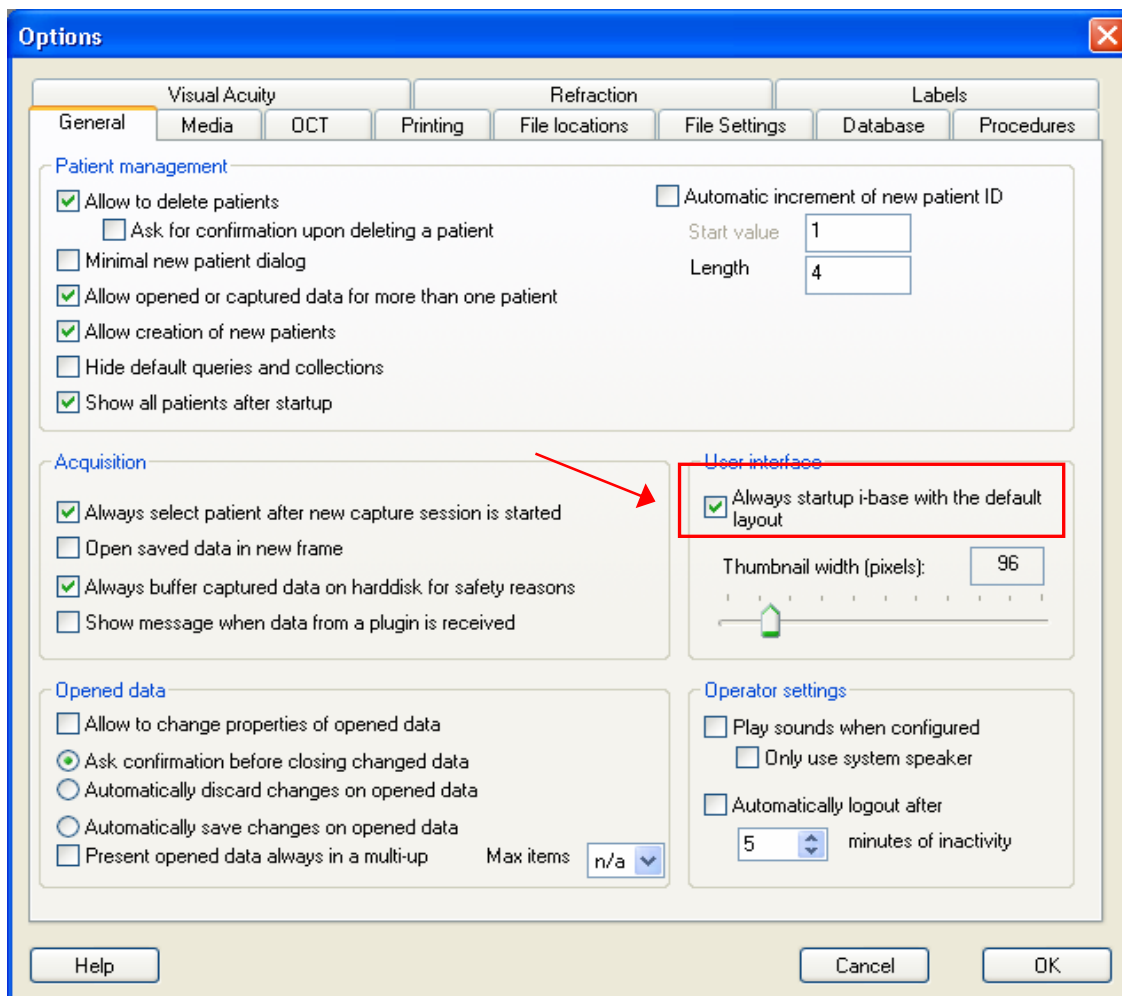 Options
Visual Acuity
Refraction
Labels
General
Media
OCT
Printing
File locations
File Settings
Database
Procedures
Patient management
Allow to delete patients
Ask for confirmation upon deleting a patient
Minimal new patient dialog
Allow opened or captured data for more than one patient
Allow creation of new patients
Hide default queries and collections
Show all patients after startup
Automatic increment of new patient ID
Start value 1
Length 4
Acquisition
Always select patient after new capture session is started
Open saved data in new frame
Always buffer captured data on harddisk for safety reasons
Show message when data from a plugin is received
User interface
Always startup i-base with the default
layout
Thumbnail width (pixels): 96
Opened data
Allow to change properties of opened data
Ask confirmation before closing changed data
Automatically discard changes on opened data
Automatically save changes on opened data
Present opened data always in a multi-up Max items n/a
Operator settings
Play sounds when configured
Only use system speaker
Automatically logout after
5 minutes of inactivity
Help
Cancel
OK